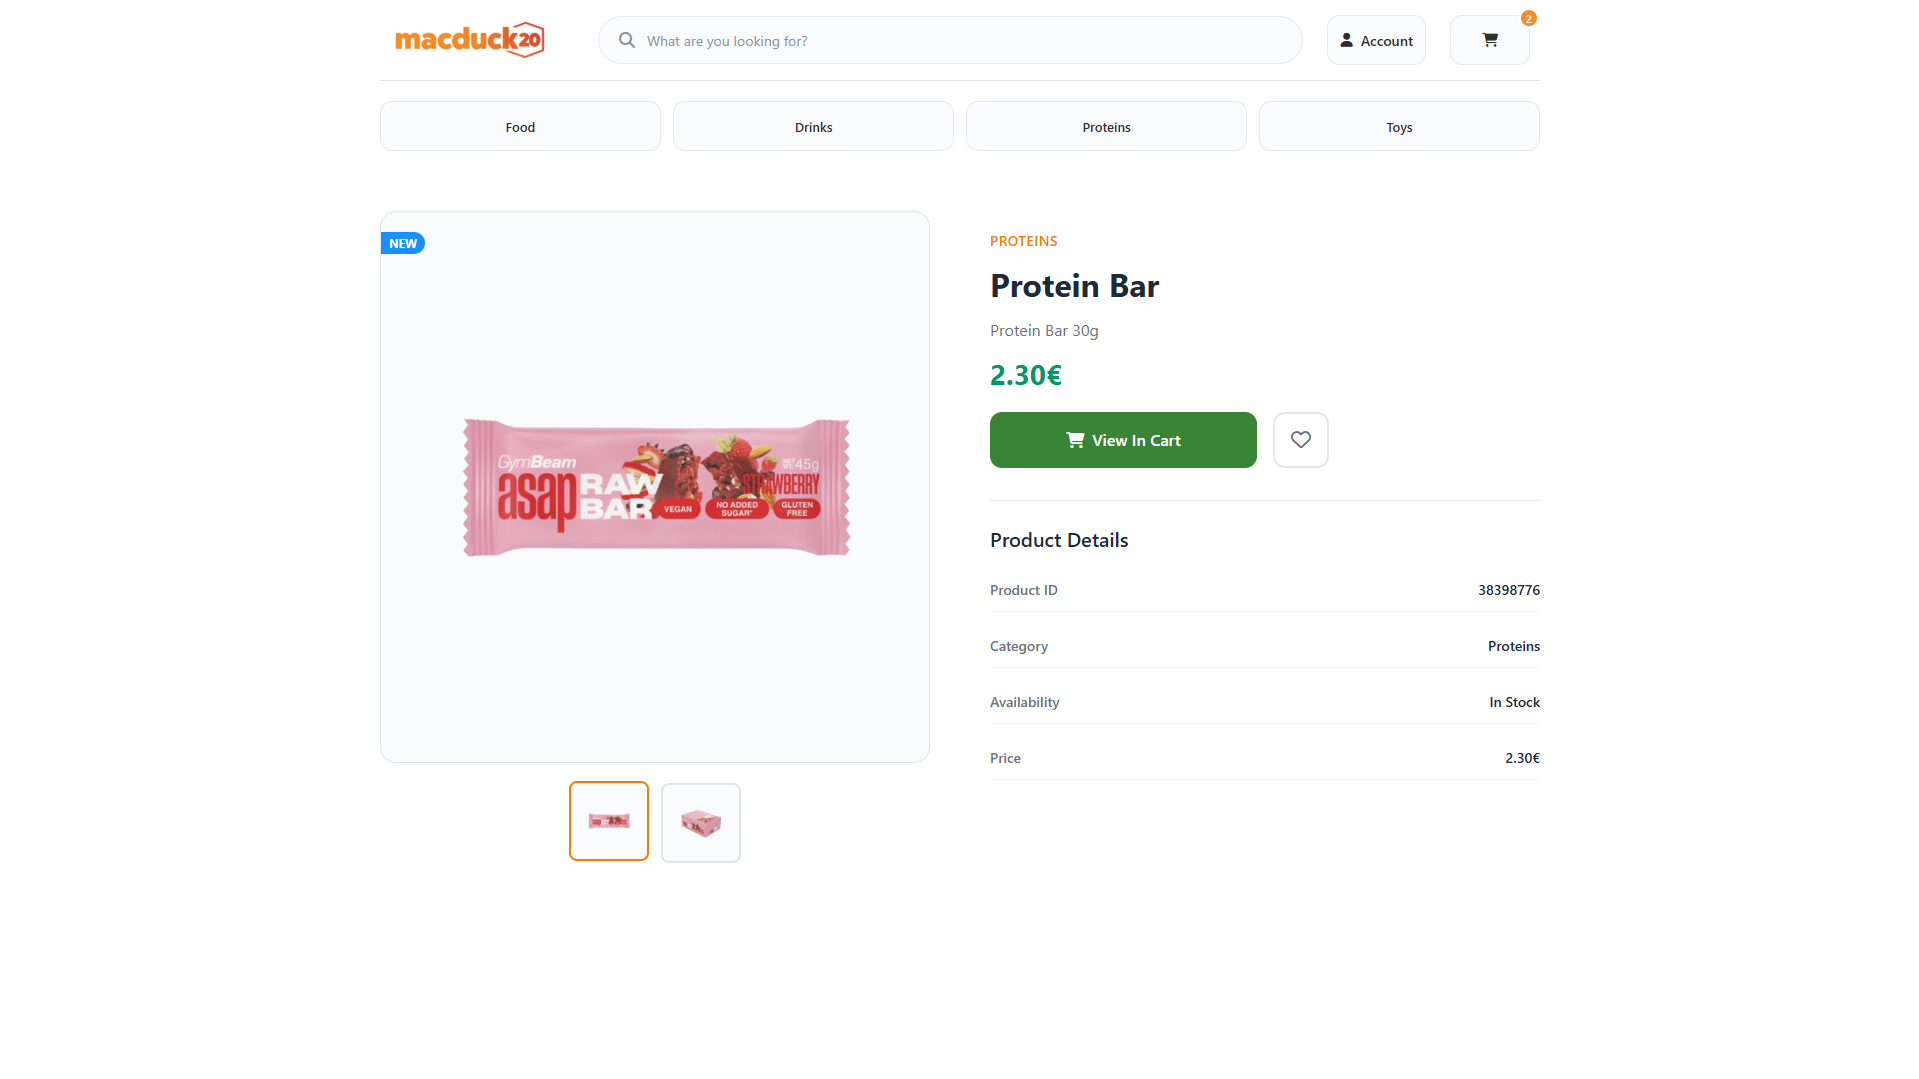 macduck20
What are you looking for?
Account
2
Food
Drinks
Proteins
Toys
NEW
GymBeam
asap
RAW
BAR
NET
WE. 45g
STRAWBERRY
VEGAN
NO ADDED
SUGAR*
GLUTEN
FREE
PROTEINS
Protein Bar
Protein Bar 30g
2.30€
View In Cart
Product Details
Product ID 38398776
Category Proteins
Availability In Stock
Price 2.30€